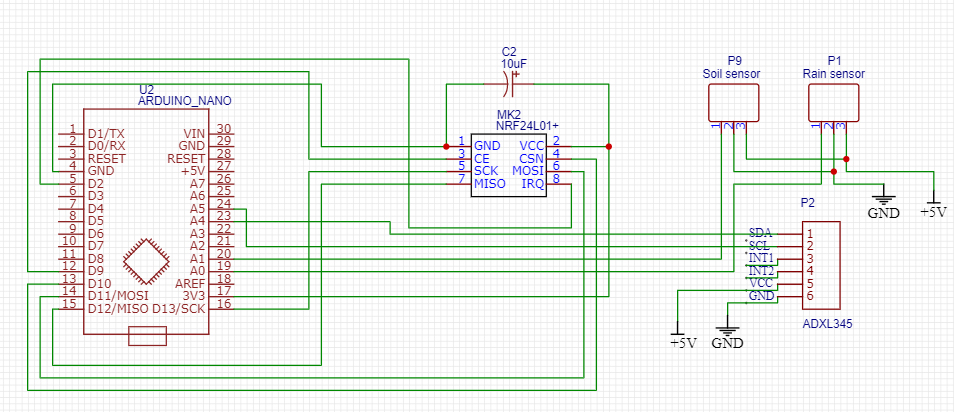 C2
10uF
P9
Soil sensor
P1
Rain sensor
1 2 3
1 2 3
U2
ARDUINO_NANO
1 D1/TX VIN 30
2 D0/RX GND 29
3 RESET RESET 28
4 GND +5V 27
5 D2 A7 26
6 D3 A6 25
7 D4 A5 24
8 D5 A4 23
9 D6 A3 22
10 D7 A2 21
11 D8 A1 20
12 D9 A0 19
13 D10 AREF 18
14 D11/MOSI 3V3 17
15 D12/MISO D13/SCK 16
MK2
NRF24L01+
1 GND VCC 2
3 CE CSN 4
5 SCK MOSI 6
7 MISO IRQ 8
GND
+5V
P2
SDA 1
SCL 2
INT1 3
INT2 4
VCC 5
GND 6
ADXL345
+5V
GND